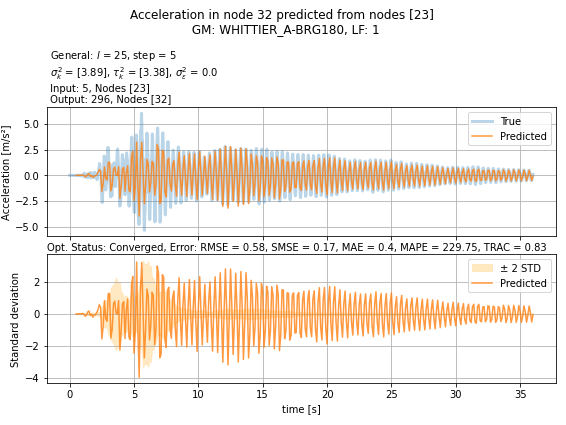 Acceleration in node 32 predicted from nodes [23]
GM: WHITTIER_A-BRG180, LF: 1
General: l = 25, step = 5
σ²ₖ = [3.89], τ²ₖ = [3.38], σ²ε = 0.0
Input: 5, Nodes [23]
Output: 296, Nodes [32]
Acceleration [m/s²]
5.0
2.5
0.0
−2.5
−5.0
True
Predicted
Opt. Status: Converged, Error: RMSE = 0.58, SMSE = 0.17, MAE = 0.4, MAPE = 229.75, TRAC = 0.83
Standard deviation
2
0
−2
−4
± 2 STD
Predicted
0 5 10 15 20 25 30 35
time [s]